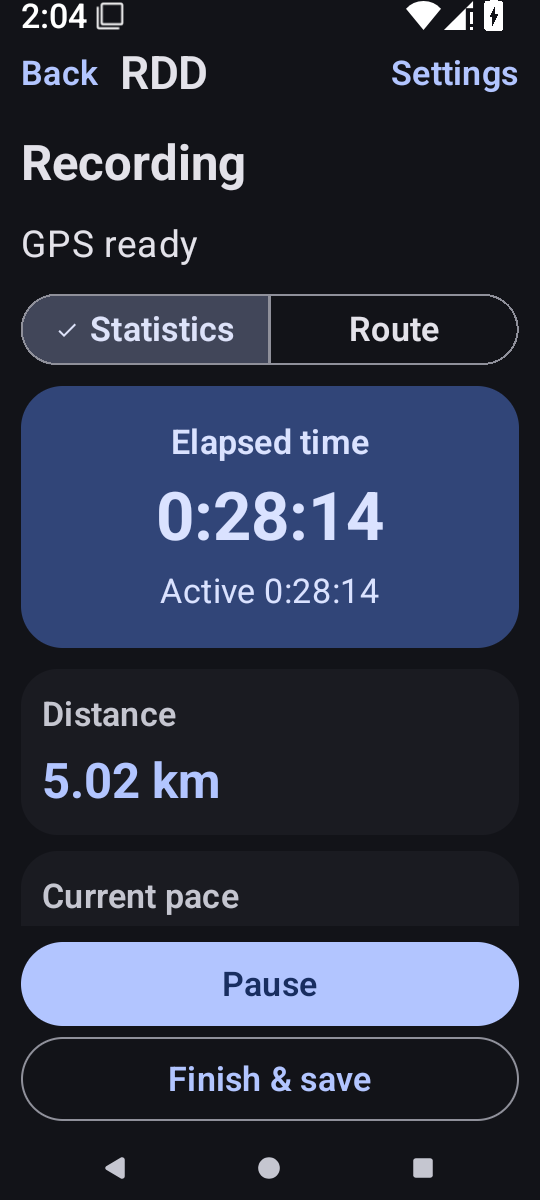 2:04
Back RDD Settings
Recording
GPS ready
Statistics Route
Elapsed time
0:28:14
Active 0:28:14
Distance
5.02 km
Current pace
Pause
Finish & save